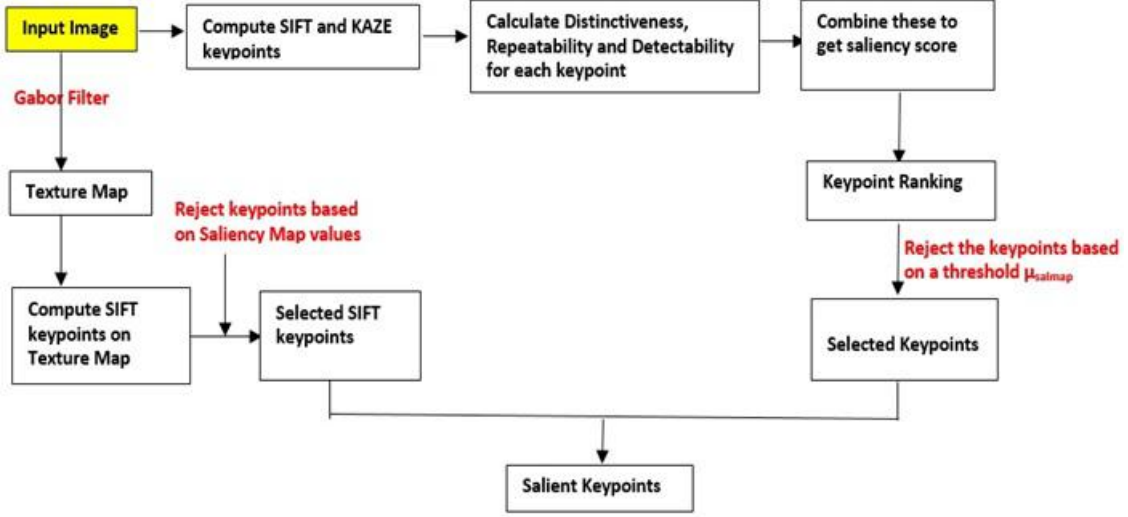 Input Image
Compute SIFT and KAZE
keypoints
Calculate Distinctiveness,
Repeatability and Detectability
for each keypoint
Combine these to
get saliency score
Gabor Filter
Texture Map
Reject keypoints based
on Saliency Map values
Keypoint Ranking
Reject the keypoints based
on a threshold μsalmap
Compute SIFT
keypoints on
Texture Map
Selected SIFT
keypoints
Selected Keypoints
Salient Keypoints